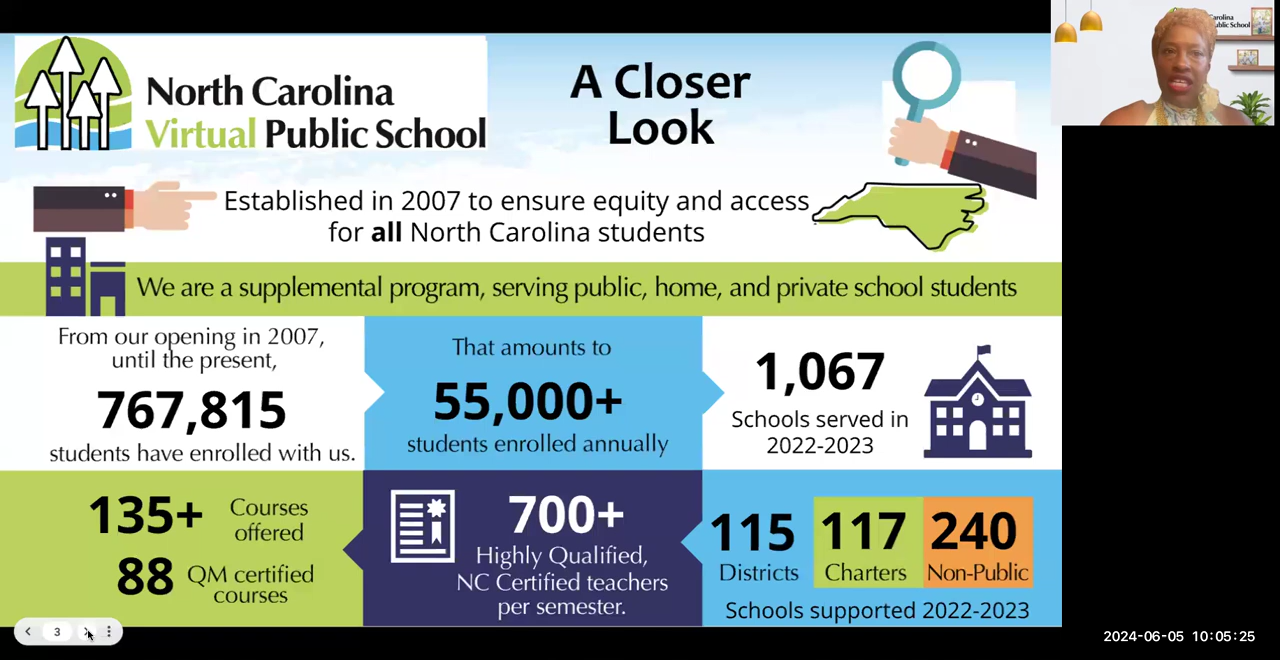 North Carolina
Virtual Public School
A Closer
Look
Carolina
Public School
Established in 2007 to ensure equity and access
for all North Carolina students
We are a supplemental program, serving public, home, and private school students
From our opening in 2007,
until the present,
767,815
students have enrolled with us.
That amounts to
55,000+
students enrolled annually
1,067
Schools served in
2022-2023
135+ Courses
offered
88 QM certified
courses
700+
Highly Qualified,
NC Certified teachers
per semester.
115
Districts
117
Charters
240
Non-Public
Schools supported 2022-2023
3
2024-06-05 10:05:25